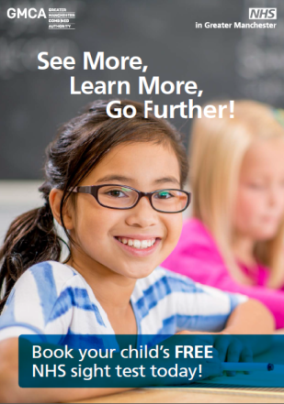 GMCA
GREATER
MANCHESTER
COMBINED
AUTHORITY
NHS
in Greater Manchester
See More,
Learn More,
Go Further!
Book your child's FREE
NHS sight test today!